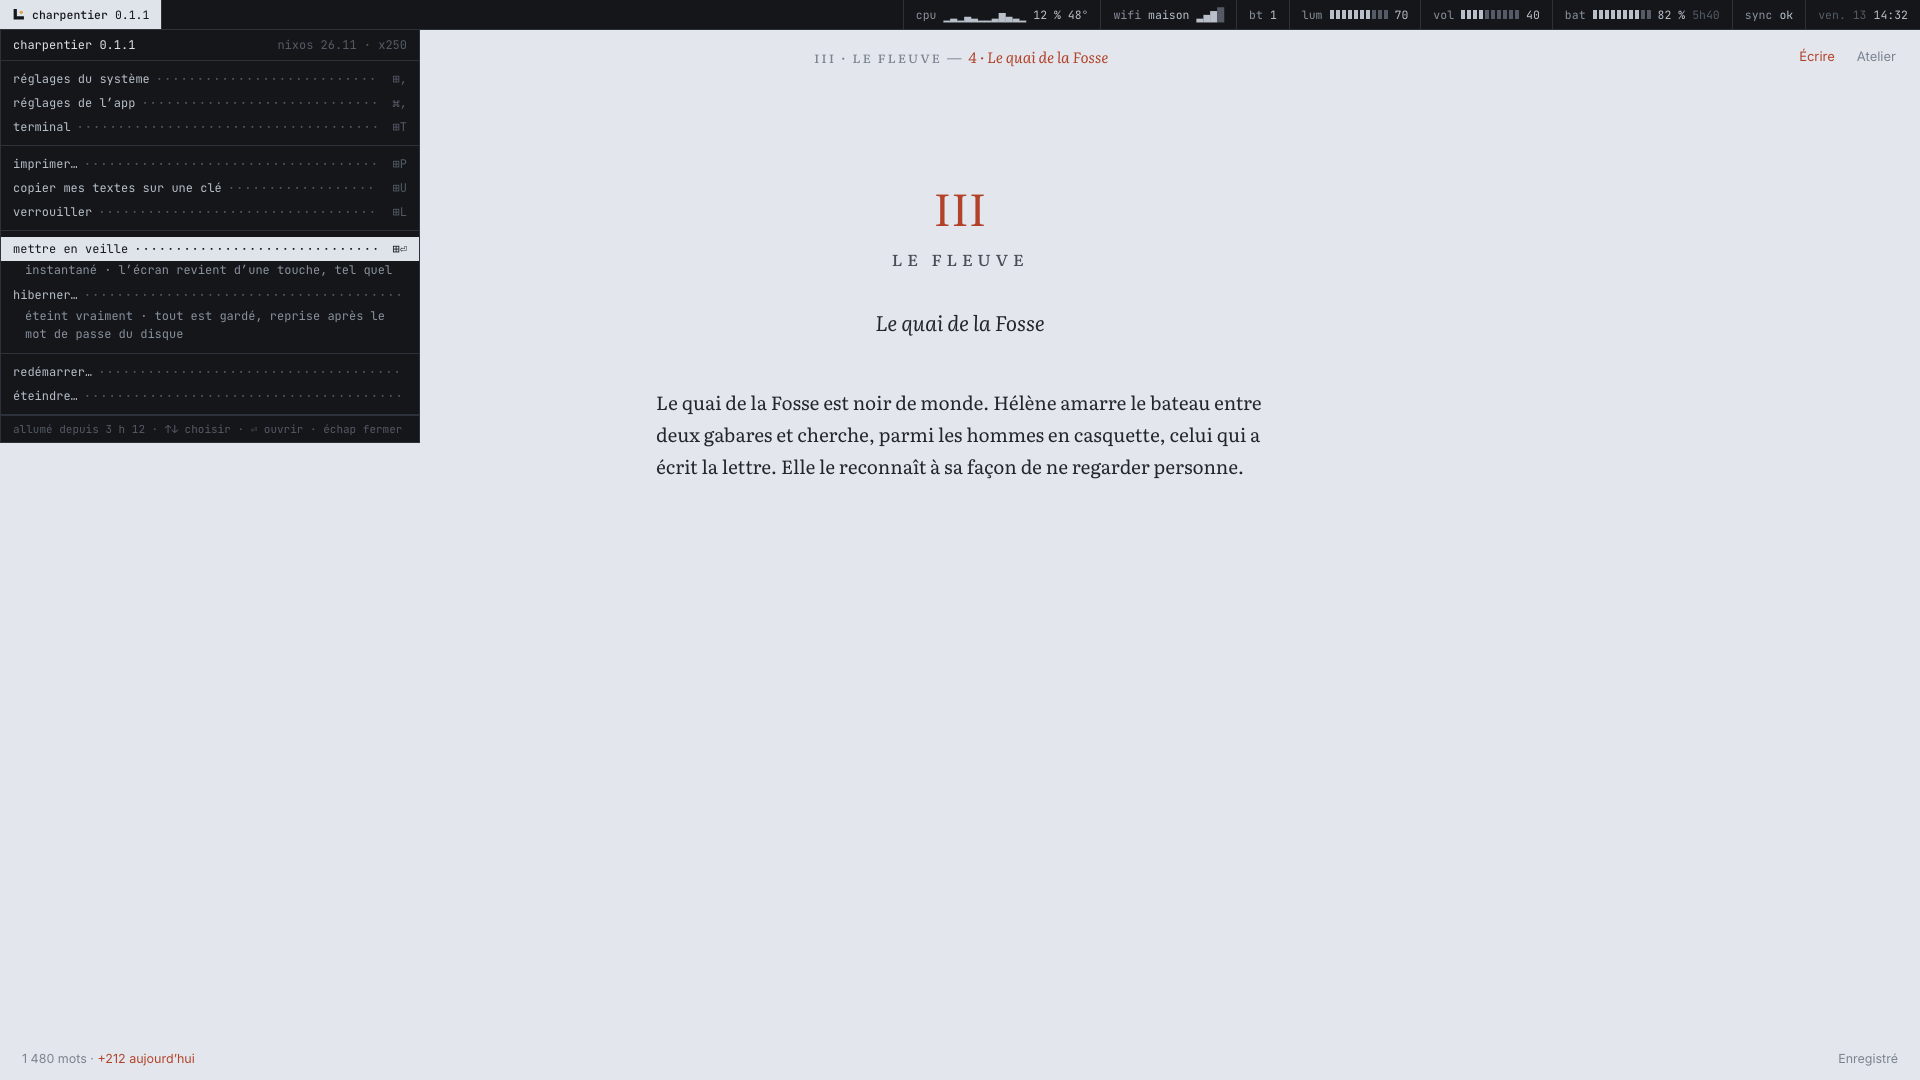 charpentier 0.1.1
cpu 12 % 48°
wifi maison
bt 1
lum 70
vol 40
bat 82 % 5h40
sync ok
ven. 13 14:32
charpentier 0.1.1 nixos 26.11 · x250
réglages du système ⊞,
réglages de l’app ⌘,
terminal ⊞T
imprimer… ⊞P
copier mes textes sur une clé ⊞U
verrouiller ⊞L
mettre en veille ⊞⏎
instantané · l’écran revient d’une touche, tel quel
hiberner…
éteint vraiment · tout est gardé, reprise après le
mot de passe du disque
redémarrer…
éteindre…
allumé depuis 3 h 12 · ↑↓ choisir · ⏎ ouvrir · échap fermer
III · LE FLEUVE — 4 · Le quai de la Fosse
Écrire Atelier
III
LE FLEUVE
Le quai de la Fosse
Le quai de la Fosse est noir de monde. Hélène amarre le bateau entre
deux gabares et cherche, parmi les hommes en casquette, celui qui a
écrit la lettre. Elle le reconnaît à sa façon de ne regarder personne.
1 480 mots · +212 aujourd’hui
Enregistré